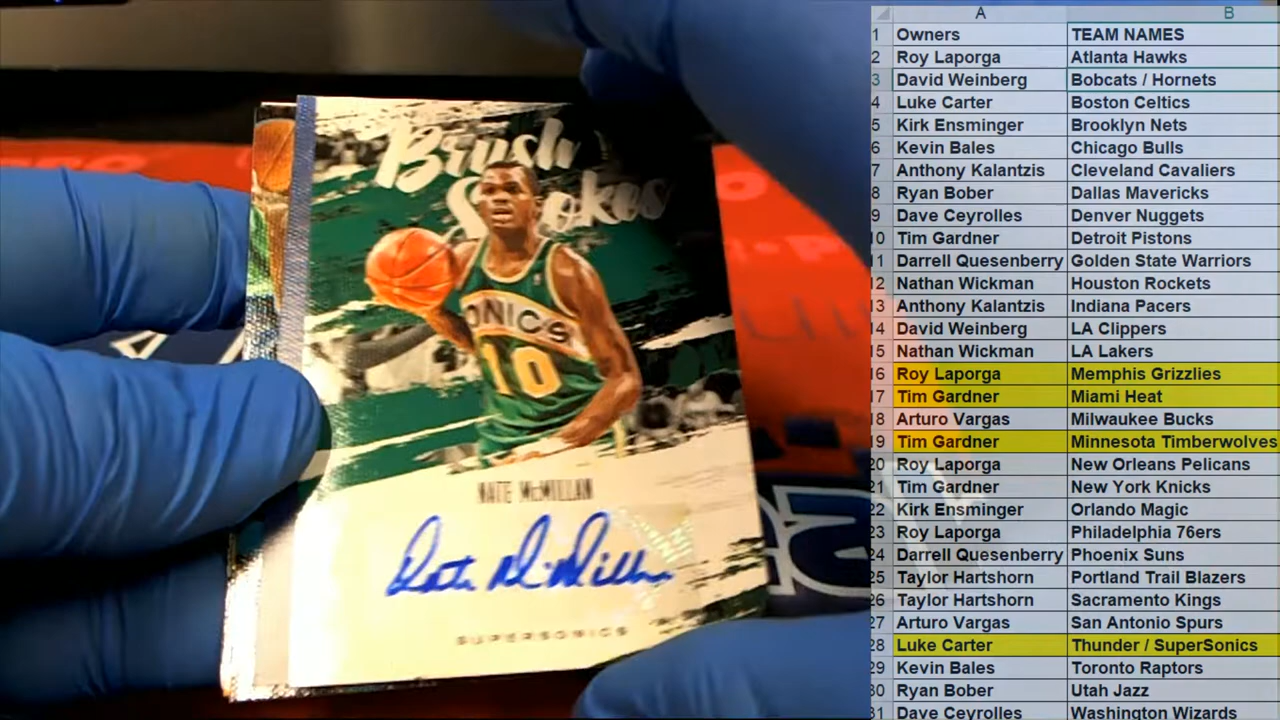 Brush
Strokes
ONICS
10
NATE McMILLAN
Nate McMillan
SUPERSONICS
A B
1 Owners TEAM NAMES
2 Roy Laporga Atlanta Hawks
3 David Weinberg Bobcats / Hornets
4 Luke Carter Boston Celtics
5 Kirk Ensminger Brooklyn Nets
6 Kevin Bales Chicago Bulls
7 Anthony Kalantzis Cleveland Cavaliers
8 Ryan Bober Dallas Mavericks
9 Dave Ceyrolles Denver Nuggets
10 Tim Gardner Detroit Pistons
11 Darrell Quesenberry Golden State Warriors
12 Nathan Wickman Houston Rockets
13 Anthony Kalantzis Indiana Pacers
14 David Weinberg LA Clippers
15 Nathan Wickman LA Lakers
16 Roy Laporga Memphis Grizzlies
17 Tim Gardner Miami Heat
18 Arturo Vargas Milwaukee Bucks
19 Tim Gardner Minnesota Timberwolves
20 Roy Laporga New Orleans Pelicans
21 Tim Gardner New York Knicks
22 Kirk Ensminger Orlando Magic
23 Roy Laporga Philadelphia 76ers
24 Darrell Quesenberry Phoenix Suns
25 Taylor Hartshorn Portland Trail Blazers
26 Taylor Hartshorn Sacramento Kings
27 Arturo Vargas San Antonio Spurs
28 Luke Carter Thunder / SuperSonics
29 Kevin Bales Toronto Raptors
30 Ryan Bober Utah Jazz
31 Dave Ceyrolles Washington Wizards